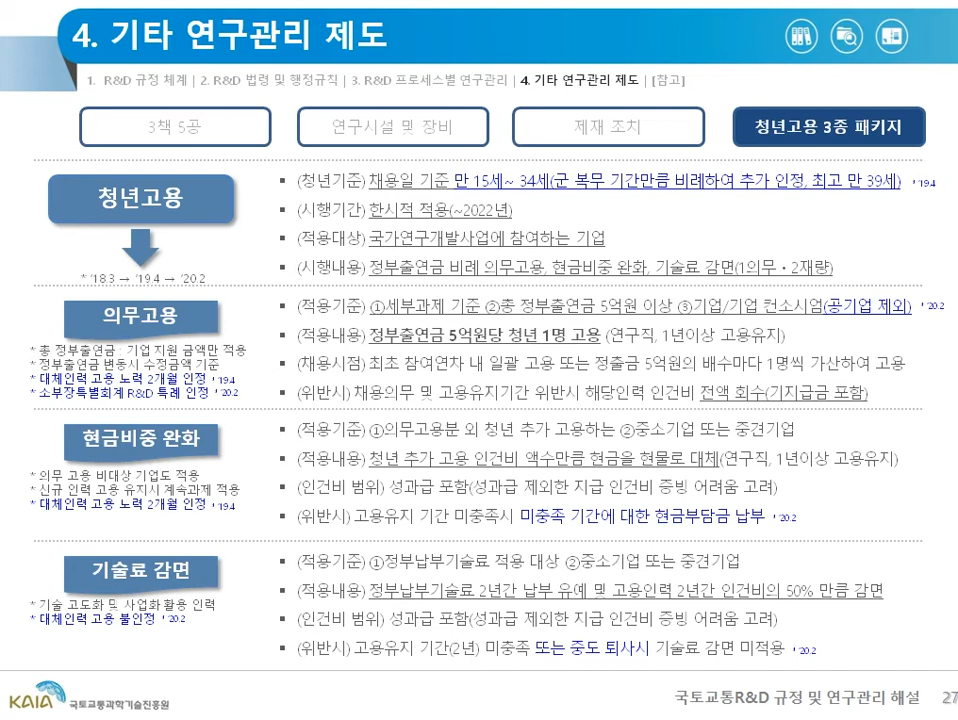 4. 기타 연구관리 제도
1. R&D 규정 체계 | 2. R&D 법령 및 행정규칙 | 3. R&D 프로세스별 연구관리 | 4. 기타 연구관리 제도 | [참고]
3책 5공
연구시설 및 장비
제재 조치
청년고용 3종 패키지
청년고용
* '18.3 → '19.4 → '20.2
▪ (청년기준) 채용일 기준 만 15세~ 34세(군 복무 기간만큼 비례하여 추가 인정, 최고 만 39세) '19.4
▪ (시행기간) 한시적 적용(~2022년)
▪ (적용대상) 국가연구개발사업에 참여하는 기업
▪ (시행내용) 정부출연금 비례 의무고용, 현금비중 완화, 기술료 감면(1의무·2재량)
의무고용
* 총 정부출연금 : 기업 지원 금액만 적용
* 정부출연금 변동시 수정금액 기준
* 대체인력 고용 노력 2개월 인정 '19.4
* 소부장특별회계 R&D 특례 인정 '20.2
▪ (적용기준) ①세부과제 기준 ②총 정부출연금 5억원 이상 ③기업/기업 컨소시엄(공기업 제외) '20.2
▪ (적용내용) 정부출연금 5억원당 청년 1명 고용 (연구직, 1년이상 고용유지)
▪ (채용시점) 최초 참여연차 내 일괄 고용 또는 정출금 5억원의 배수마다 1명씩 가산하여 고용
▪ (위반시) 채용의무 및 고용유지기간 위반시 해당인력 인건비 전액 회수(기지급금 포함)
현금비중 완화
* 의무 고용 비대상 기업도 적용
* 신규 인력 고용 유지시 계속과제 적용
* 대체인력 고용 노력 2개월 인정 '19.4
▪ (적용기준) ①의무고용분 외 청년 추가 고용하는 ②중소기업 또는 중견기업
▪ (적용내용) 청년 추가 고용 인건비 액수만큼 현금을 현물로 대체(연구직, 1년이상 고용유지)
▪ (인건비 범위) 성과급 포함(성과급 제외한 지급 인건비 증빙 어려움 고려)
▪ (위반시) 고용유지 기간 미충족시 미충족 기간에 대한 현금부담금 납부 '20.2
기술료 감면
* 기술 고도화 및 사업화 활용 인력
* 대체인력 고용 불인정 '20.2
▪ (적용기준) ①정부납부기술료 적용 대상 ②중소기업 또는 중견기업
▪ (적용내용) 정부납부기술료 2년간 납부 유예 및 고용인력 2년간 인건비의 50% 만큼 감면
▪ (인건비 범위) 성과급 포함(성과급 제외한 지급 인건비 증빙 어려움 고려)
▪ (위반시) 고용유지 기간(2년) 미충족 또는 중도 퇴사시 기술료 감면 미적용 '20.2
KAIA 국토교통과학기술진흥원
국토교통R&D 규정 및 연구관리 해설 27